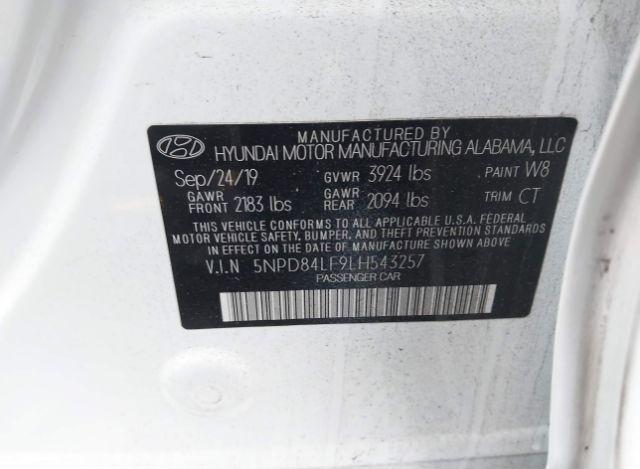 MANUFACTURED BY
HYUNDAI MOTOR MANUFACTURING ALABAMA, LLC
Sep/24/19 GVWR 3924 lbs PAINT W8
GAWR FRONT 2183 lbs GAWR REAR 2094 lbs TRIM CT
THIS VEHICLE CONFORMS TO ALL APPLICABLE U.S.A. FEDERAL
MOTOR VEHICLE SAFETY, BUMPER, AND THEFT PREVENTION STANDARDS
IN EFFECT ON THE DATE OF MANUFACTURE SHOWN ABOVE.
V.I.N 5NPD84LF9LH543257
PASSENGER CAR